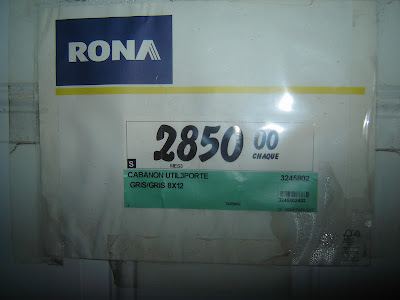 RONA
2850 00
CHAQUE
S
CABANON UTIL3PORTE 3245802
GRIS/GRIS 8X12